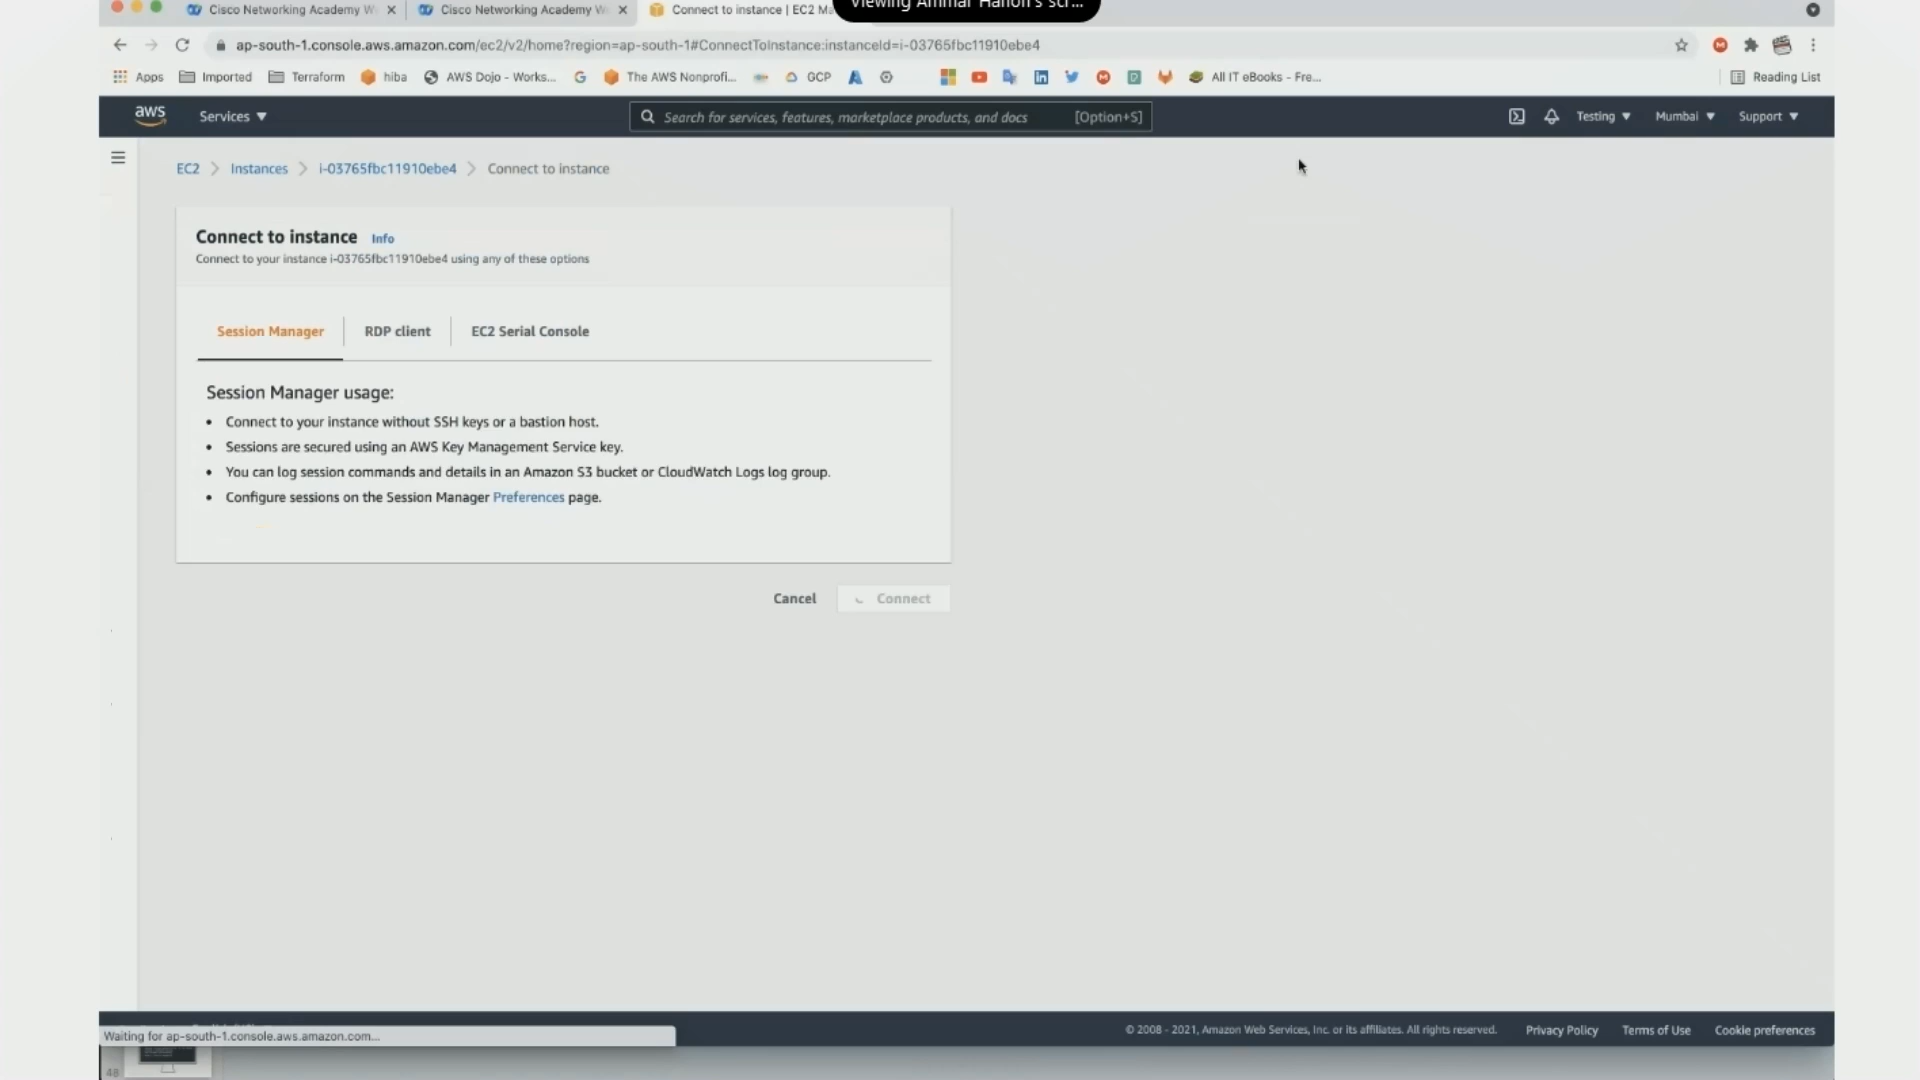 Cisco Networking Academy W
Cisco Networking Academy W
Connect to instance | EC2 Ma
ap-south-1.console.aws.amazon.com/ec2/v2/home?region=ap-south-1#ConnectToInstance:instanceId=i-03765fbc11910ebe4
Apps
Imported
Terraform
hiba
AWS Dojo - Works...
The AWS Nonprofi...
GCP
All IT eBooks - Fre...
Reading List
aws
Services
Search for services, features, marketplace products, and docs
[Option+S]
Testing
Mumbai
Support
EC2
Instances
i-03765fbc11910ebe4
Connect to instance
Connect to instance Info
Connect to your instance i-03765fbc11910ebe4 using any of these options
Session Manager
RDP client
EC2 Serial Console
Session Manager usage:
• Connect to your instance without SSH keys or a bastion host.
• Sessions are secured using an AWS Key Management Service key.
• You can log session commands and details in an Amazon S3 bucket or CloudWatch Logs log group.
• Configure sessions on the Session Manager Preferences page.
Cancel
Connect
© 2008 - 2021, Amazon Web Services, Inc. or its affiliates. All rights reserved.
Privacy Policy
Terms of Use
Cookie preferences
Waiting for ap-south-1.console.aws.amazon.com...
48